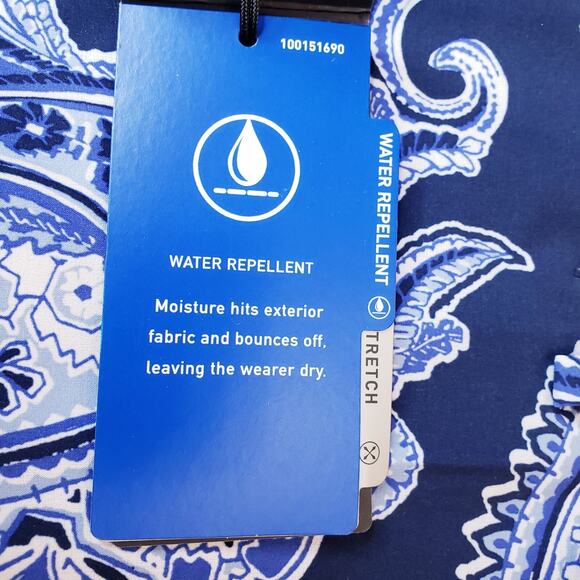 100151690
WATER REPELLENT
Moisture hits exterior
fabric and bounces off,
leaving the wearer dry.
WATER REPELLENT
TRETCH